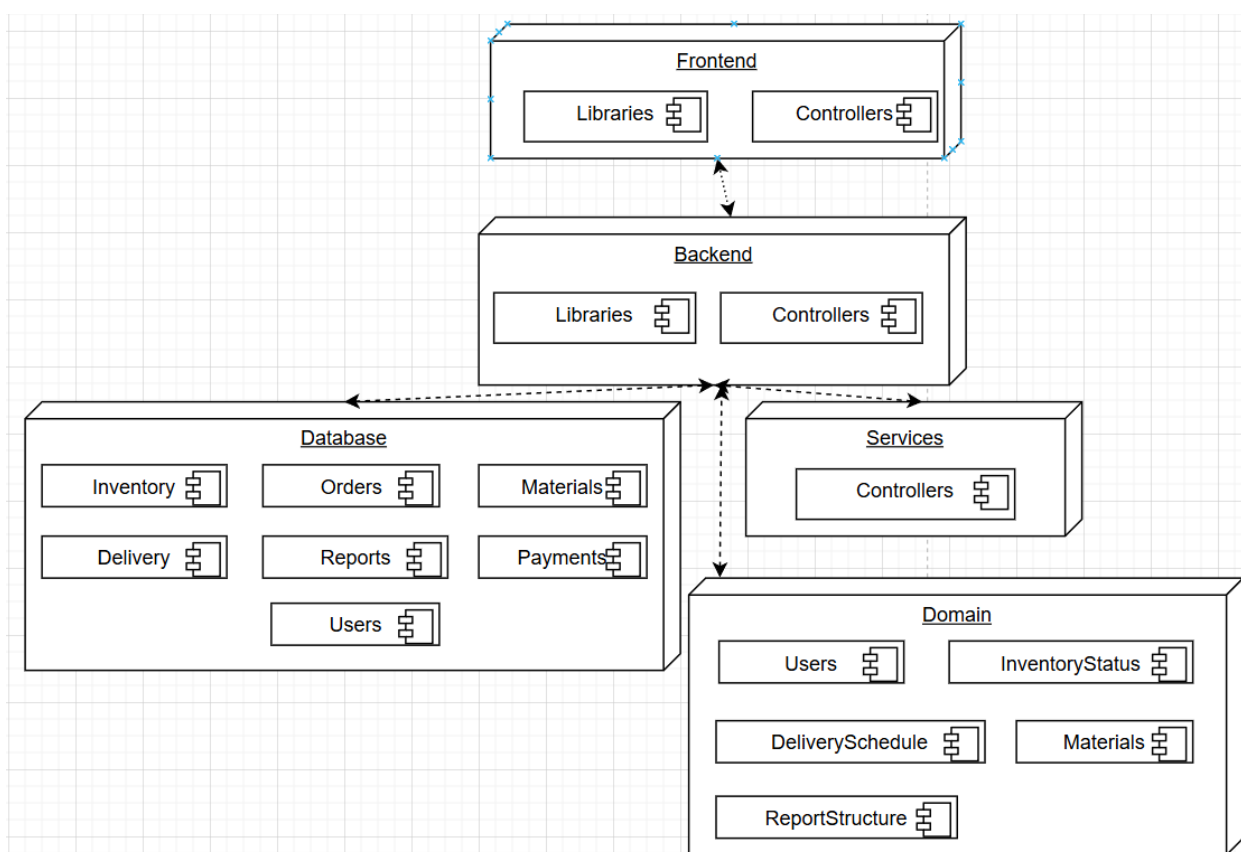 Frontend
Libraries
Controllers
Backend
Libraries
Controllers
Database
Inventory
Orders
Materials
Delivery
Reports
Payments
Users
Services
Controllers
Domain
Users
InventoryStatus
DeliverySchedule
Materials
ReportStructure